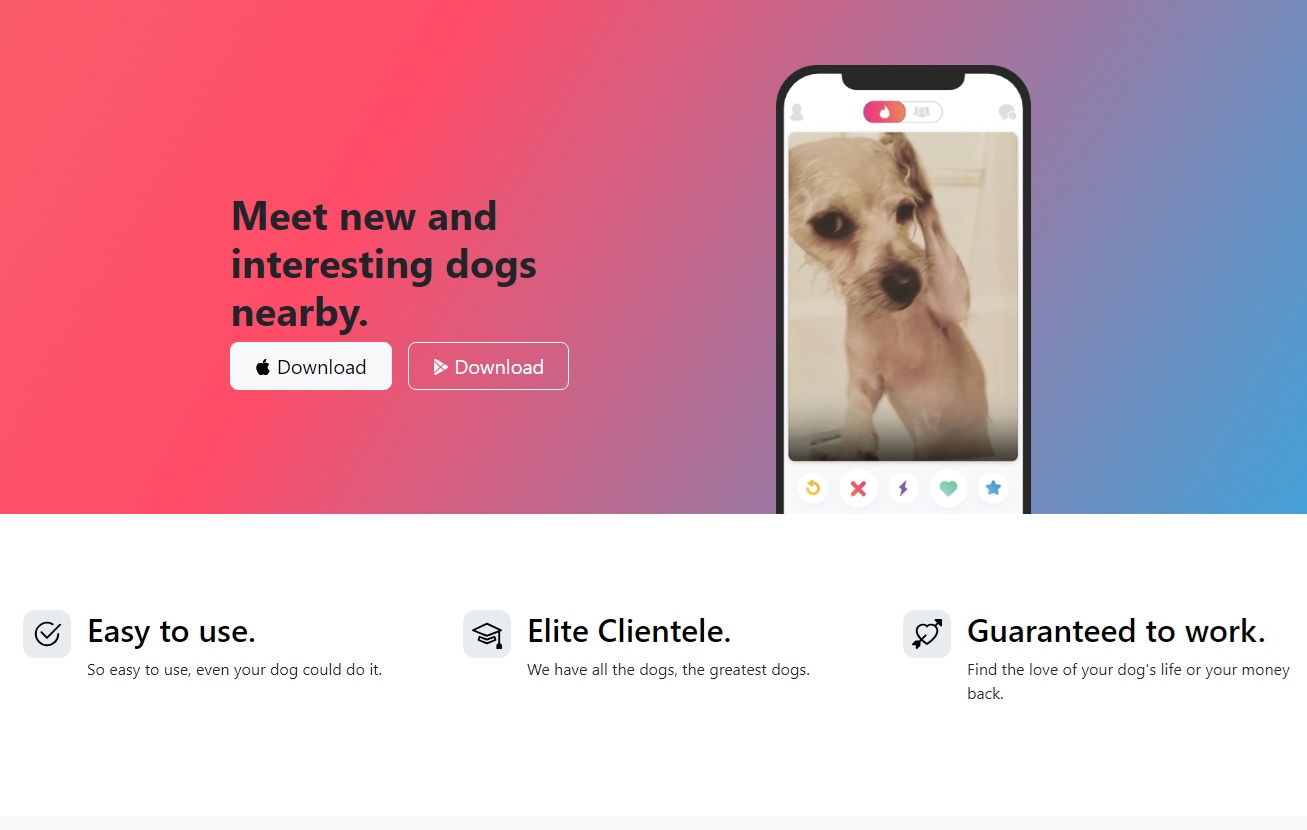 Meet new and
interesting dogs
nearby.
Download
Download
Easy to use.
So easy to use, even your dog could do it.
Elite Clientele.
We have all the dogs, the greatest dogs.
Guaranteed to work.
Find the love of your dog's life or your money
back.